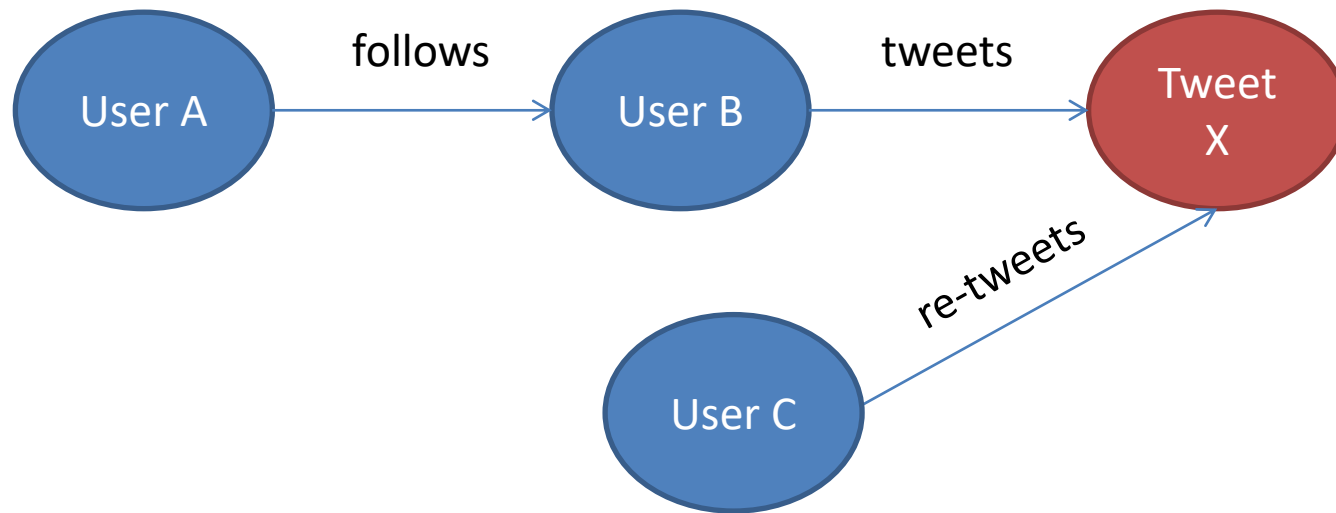 follows
tweets
User A
User B
Tweet
X
re-tweets
User C